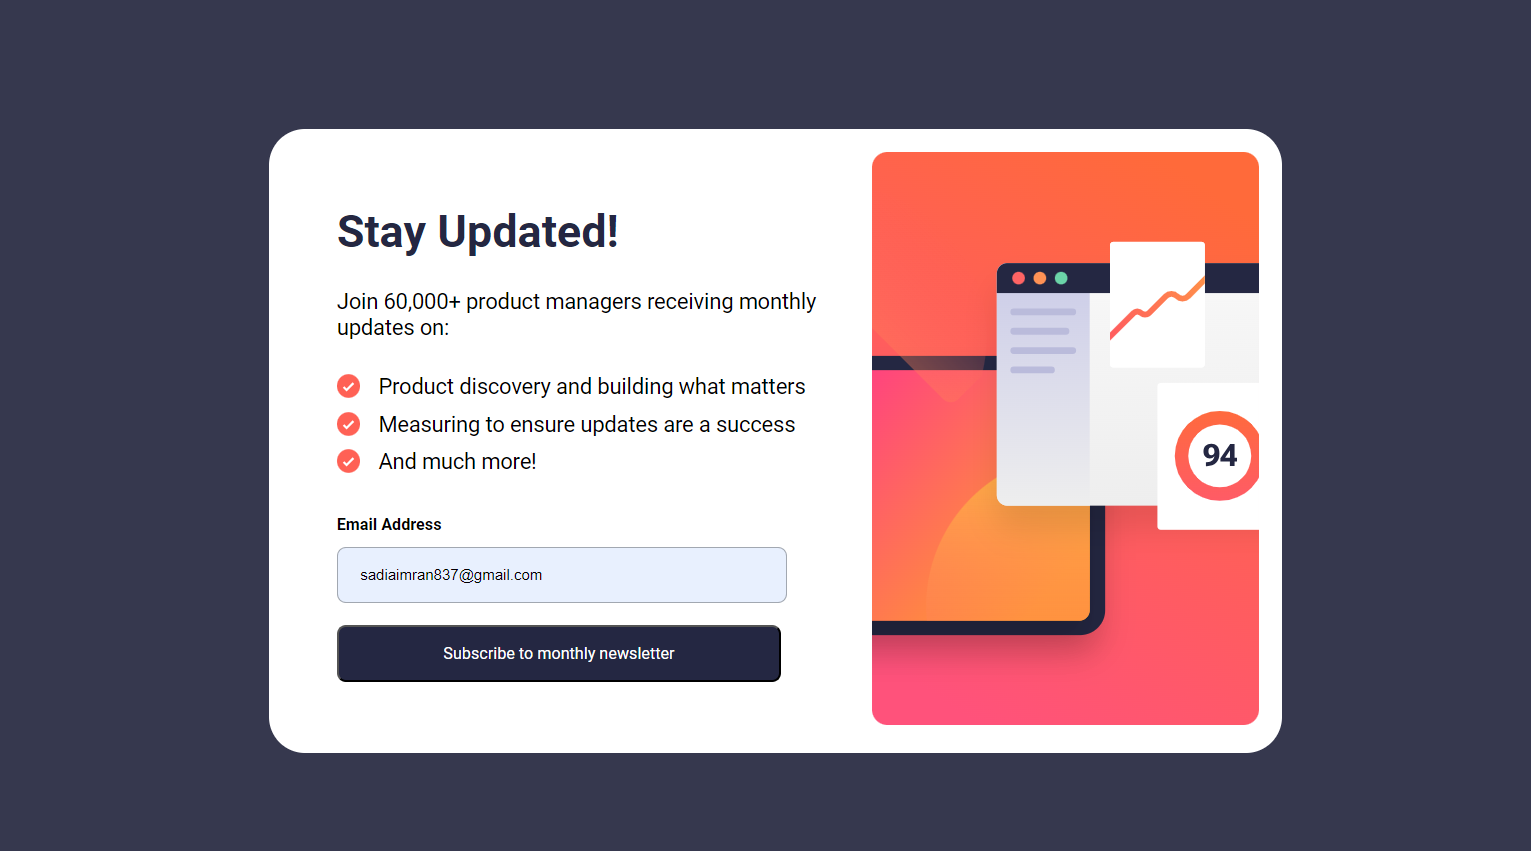 Stay Updated!
Join 60,000+ product managers receiving monthly
updates on:
Product discovery and building what matters
Measuring to ensure updates are a success
And much more!
Email Address
sadiaimran837@gmail.com
Subscribe to monthly newsletter
94